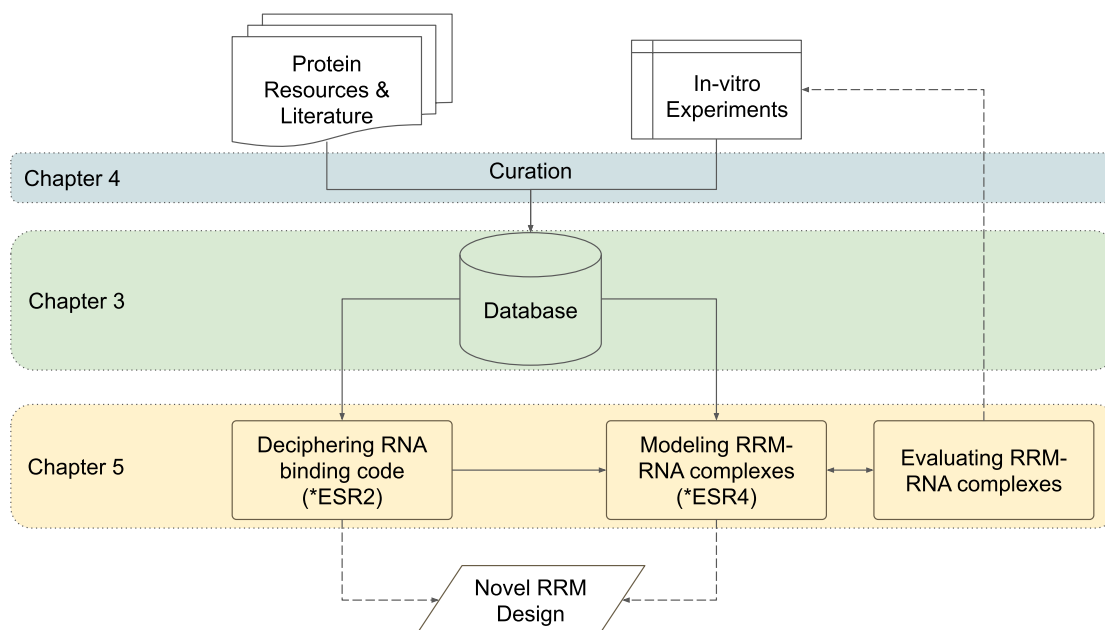 Protein
Resources &
Literature
In-vitro
Experiments
Chapter 4
Curation
Chapter 3
Database
Chapter 5
Deciphering RNA
binding code
(*ESR2)
Modeling RRM-
RNA complexes
(*ESR4)
Evaluating RRM-
RNA complexes
Novel RRM
Design